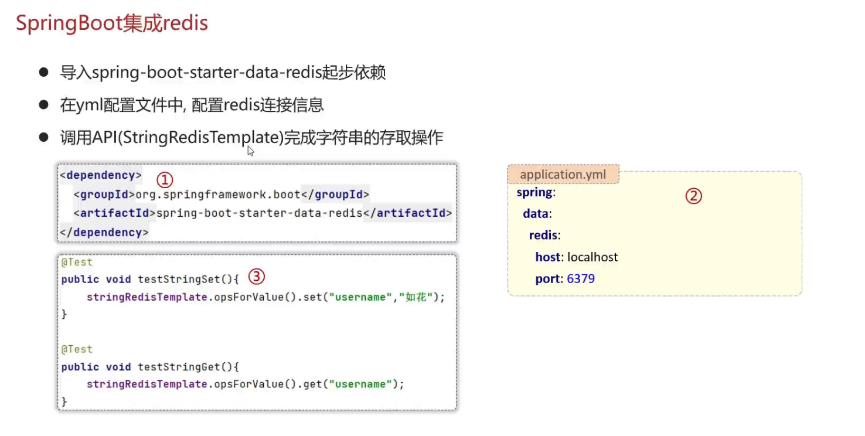 SpringBoot集成redis
● 导入spring-boot-starter-data-redis起步依赖
● 在yml配置文件中, 配置redis连接信息
● 调用API(StringRedisTemplate)完成字符串的存取操作
<dependency> ①
<groupId>org.springframework.boot</groupId>
<artifactId>spring-boot-starter-data-redis</artifactId>
</dependency>
application.yml
spring: ②
data:
redis:
host: localhost
port: 6379
@Test
public void testStringSet(){ ③
stringRedisTemplate.opsForValue().set("username","如花");
}
@Test
public void testStringGet(){
stringRedisTemplate.opsForValue().get("username");
}